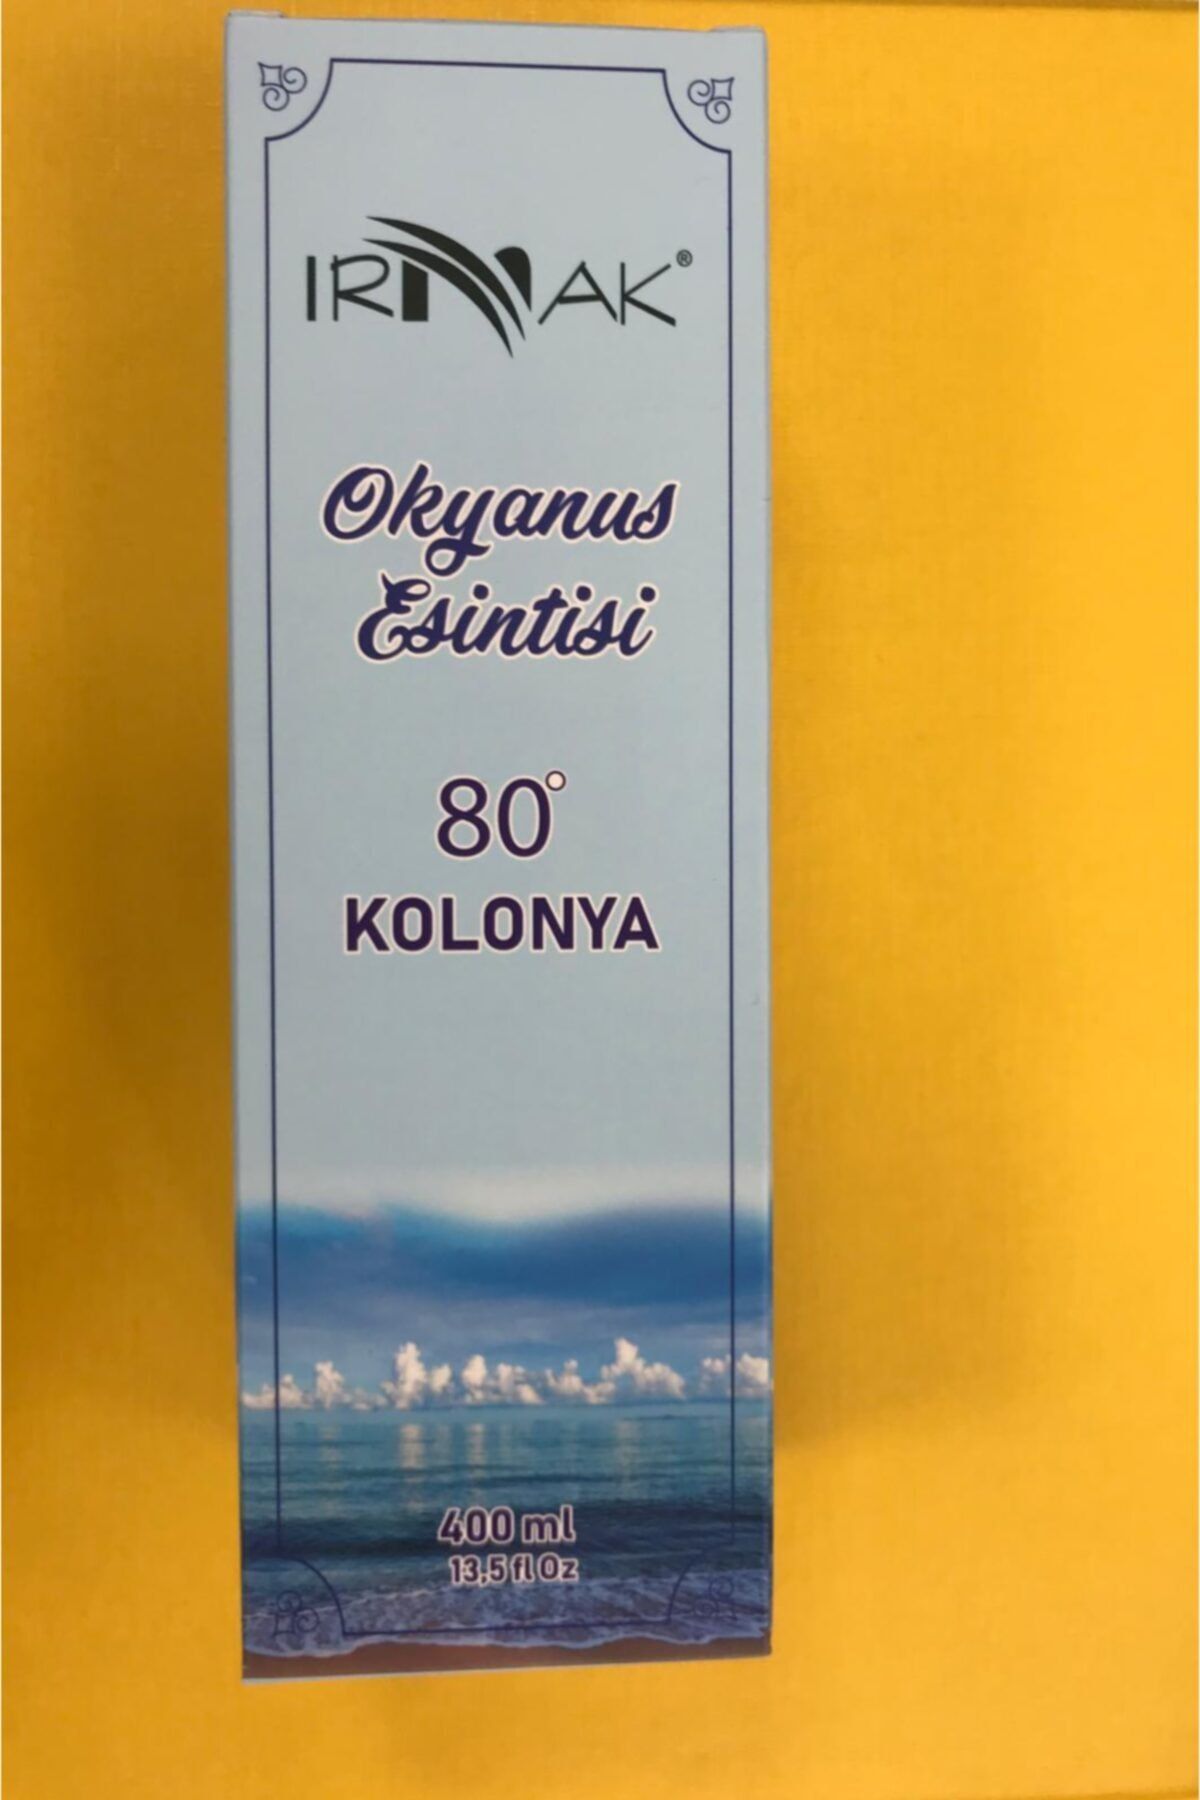 IRMAK®
Okyanus
Esintisi
80°
KOLONYA
400 ml
13,5 fl Oz